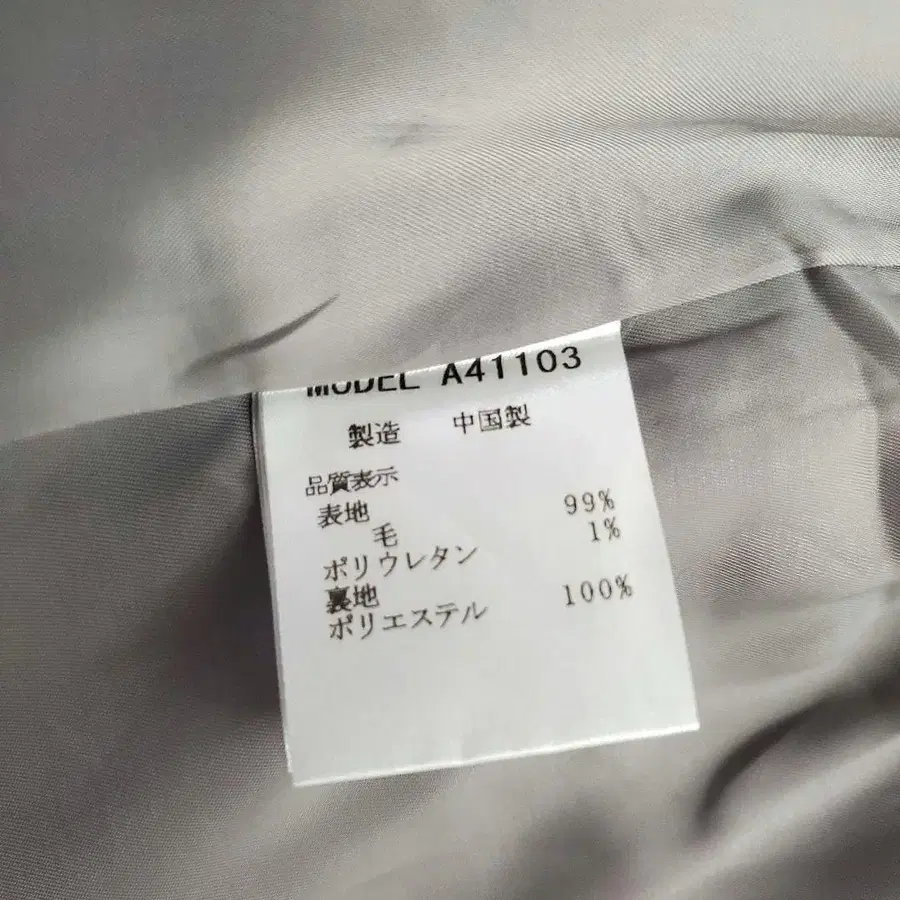 MODEL A41103
製造 中国製
品質表示
表地
毛 99%
ポリウレタン 1%
裏地
ポリエステル 100%